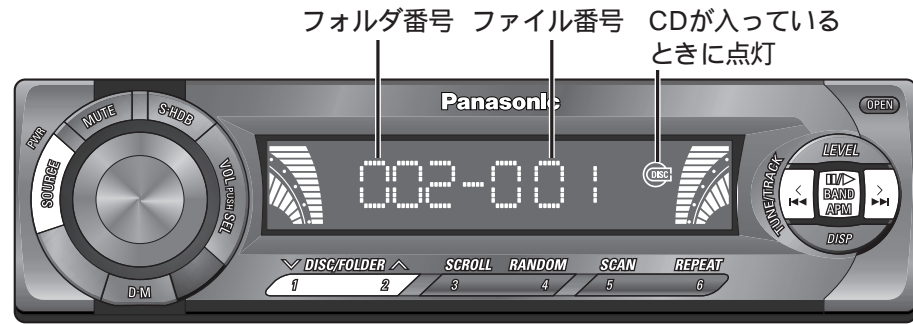 フォルダ番号 ファイル番号 CDが入っている
ときに点灯
Panasonic
OPEN
PWR
SOURCE
MUTE
S·HDB
VOL PUSH SEL
D·M
002-001
DISC
TUNE/TRACK
LEVEL
BAND
APM
DISP
DISC/FOLDER SCROLL RANDOM SCAN REPEAT
1 2 3 4 5 6